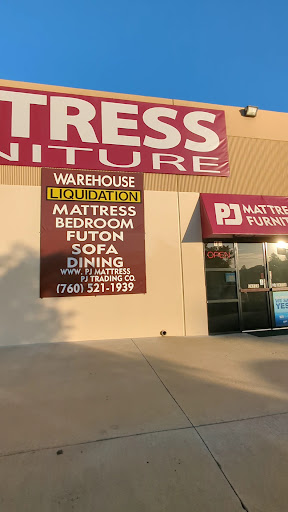 TRESS
NITURE
WAREHOUSE
LIQUIDATION
MATTRESS
BEDROOM
FUTON
SOFA
DINING
WWW. PJ MATTRESS
PJ TRADING CO.
(760) 521-1939
PJ MATTRE
FURNIT
OPEN
YES